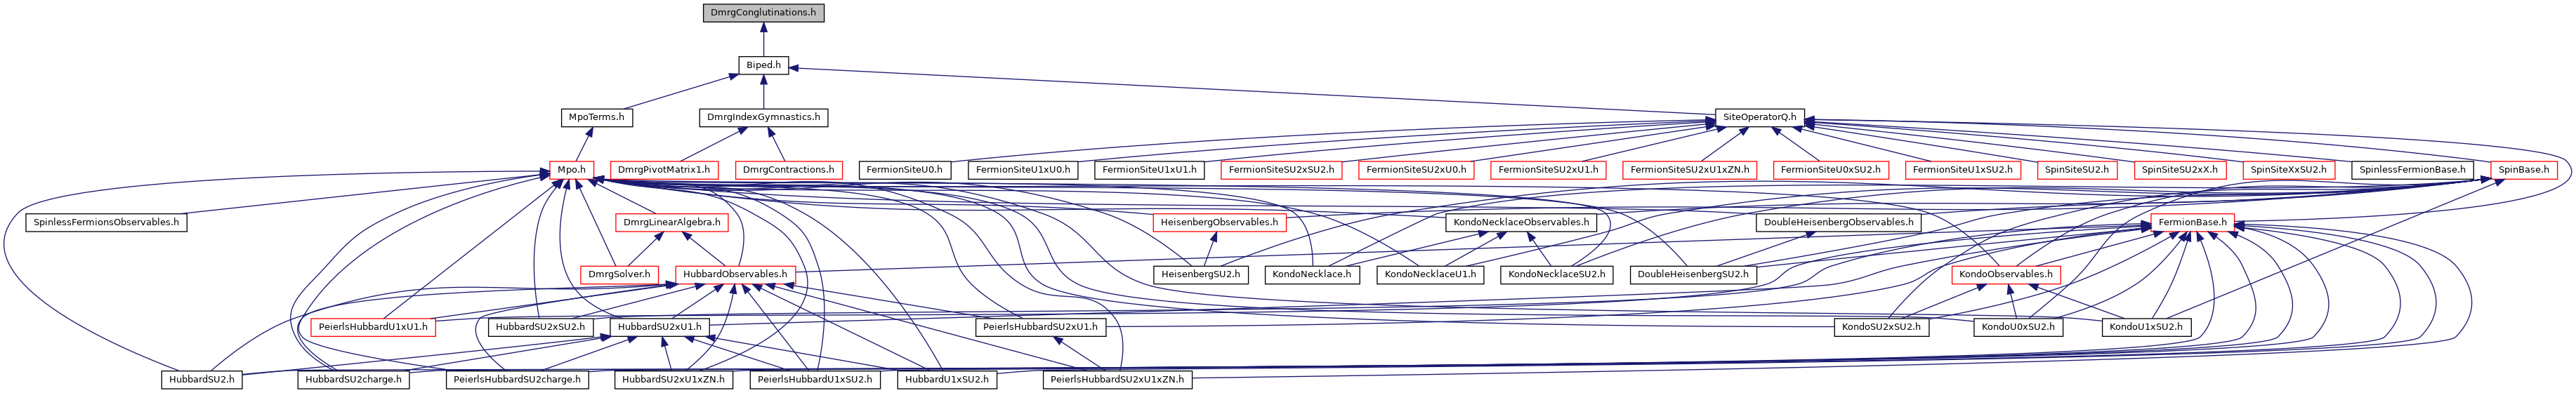 DmrgConglutinations.h
Biped.h
MpoTerms.h
DmrgIndexGymnastics.h
SiteOperatorQ.h
Mpo.h
DmrgPivotMatrix1.h
DmrgContractions.h
FermionSiteU0.h
FermionSiteU1xU0.h
FermionSiteU1xU1.h
FermionSiteSU2xSU2.h
FermionSiteSU2xU0.h
FermionSiteSU2xU1.h
FermionSiteSU2xU1xZN.h
FermionSiteU0xSU2.h
FermionSiteU1xSU2.h
SpinSiteSU2.h
SpinSiteSU2xX.h
SpinSiteXxSU2.h
SpinlessFermionBase.h
SpinBase.h
SpinlessFermionsObservables.h
DmrgLinearAlgebra.h
HeisenbergObservables.h
KondoNecklaceObservables.h
DoubleHeisenbergObservables.h
FermionBase.h
DmrgSolver.h
HubbardObservables.h
HeisenbergSU2.h
KondoNecklace.h
KondoNecklaceU1.h
KondoNecklaceSU2.h
DoubleHeisenbergSU2.h
KondoObservables.h
PeierlsHubbardU1xU1.h
HubbardSU2xSU2.h
HubbardSU2xU1.h
PeierlsHubbardSU2xU1.h
KondoSU2xSU2.h
KondoU0xSU2.h
KondoU1xSU2.h
HubbardSU2.h
HubbardSU2charge.h
PeierlsHubbardSU2charge.h
HubbardSU2xU1xZN.h
PeierlsHubbardU1xSU2.h
HubbardU1xSU2.h
PeierlsHubbardSU2xU1xZN.h